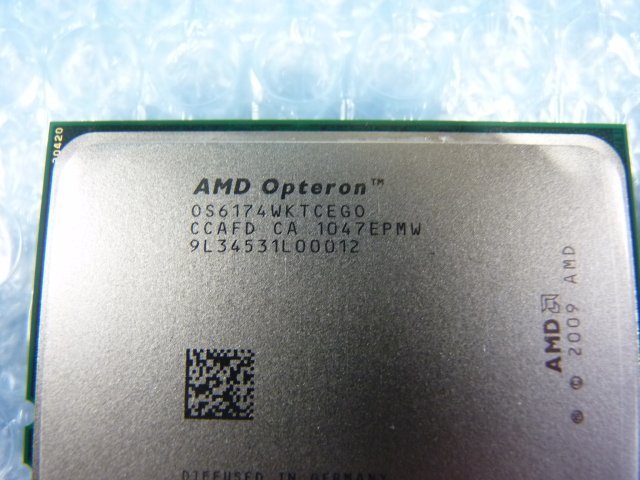 AMD Opteron™
OS6174WKTCEGO
CCAFD CA 1047EPMW
9L34531L00012
AMD
© 2009 AMD
DIFFUSED IN GERMANY